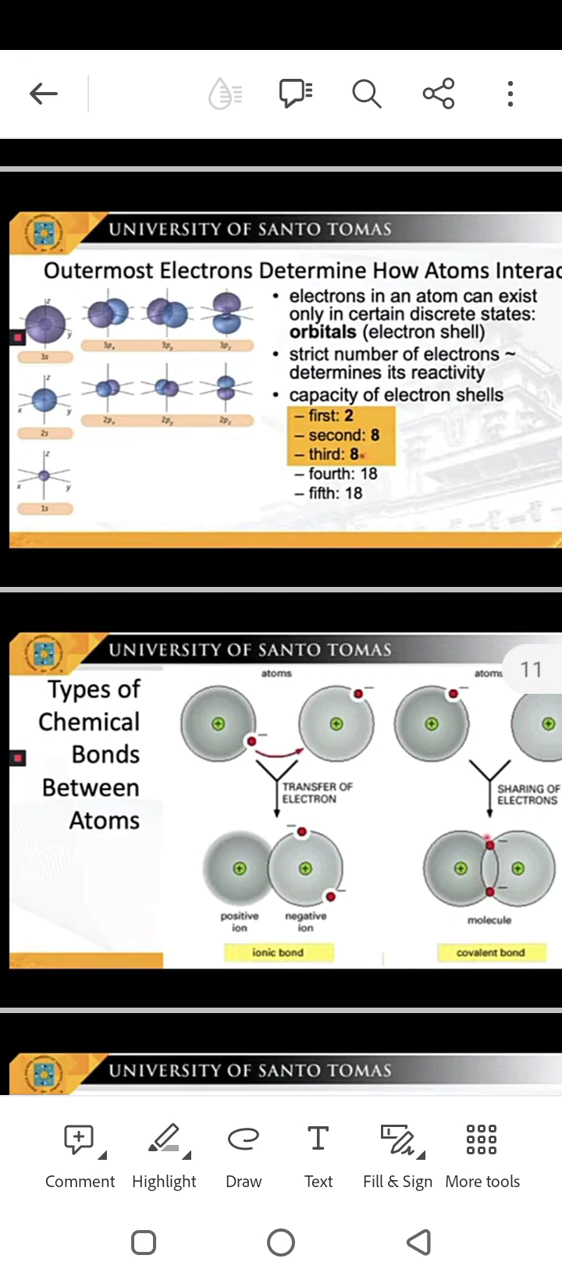 UNIVERSITY OF SANTO TOMAS
Outermost Electrons Determine How Atoms Interac
• electrons in an atom can exist
only in certain discrete states:
orbitals (electron shell)
• strict number of electrons ~
determines its reactivity
• capacity of electron shells
– first: 2
– second: 8
– third: 8
– fourth: 18
– fifth: 18
z
y
3s
3pₓ
3pᵧ
3p_z
z
x
y
2s
2pₓ
2pᵧ
2p_z
z
x
y
1s
UNIVERSITY OF SANTO TOMAS
11
Types of
Chemical
Bonds
Between
Atoms
atoms
TRANSFER OF
ELECTRON
positive
ion
negative
ion
ionic bond
atoms
SHARING OF
ELECTRONS
molecule
covalent bond
UNIVERSITY OF SANTO TOMAS
Comment
Highlight
Draw
T
Text
Fill & Sign
More tools